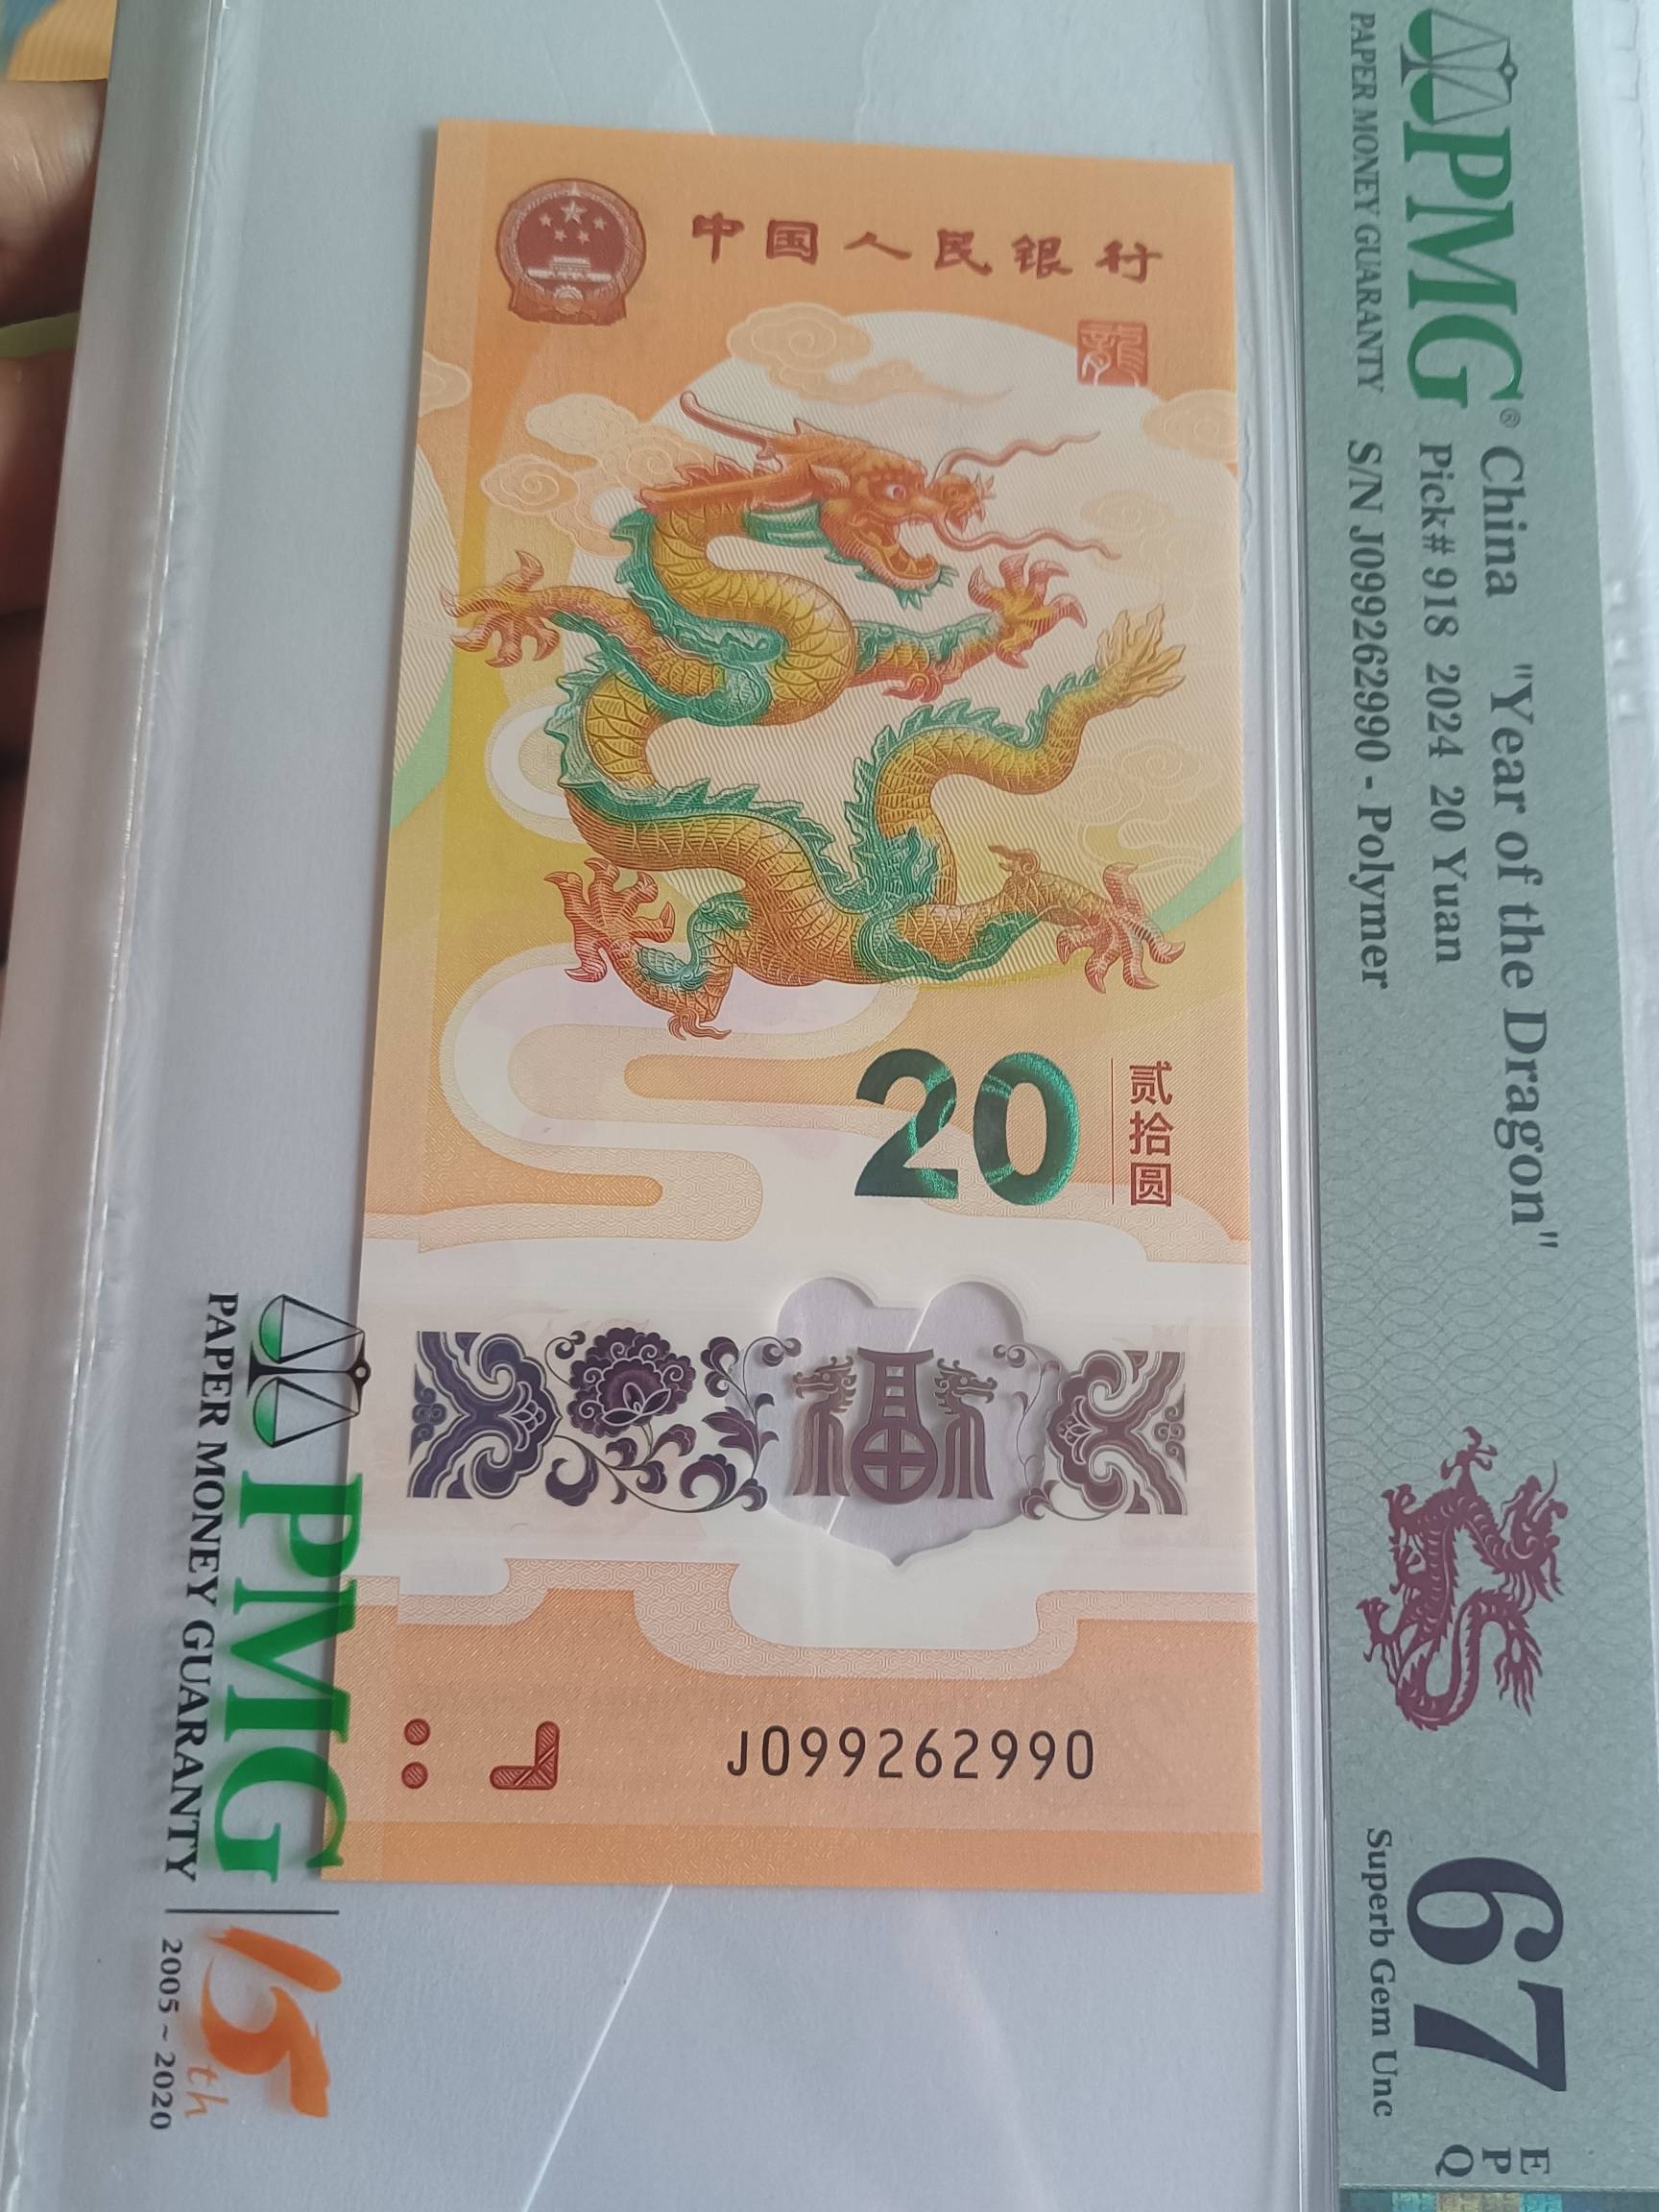 PMG®
PAPER MONEY GUARANTY
China "Year of the Dragon"
Pick# 918 2024 20 Yuan
S/N J099262990 - Polymer
67
Superb Gem Unc
E
P
Q
中国人民银行
龍
20
贰拾圆
福
J099262990
PMG
PAPER MONEY GUARANTY
15th
2005 ~ 2020